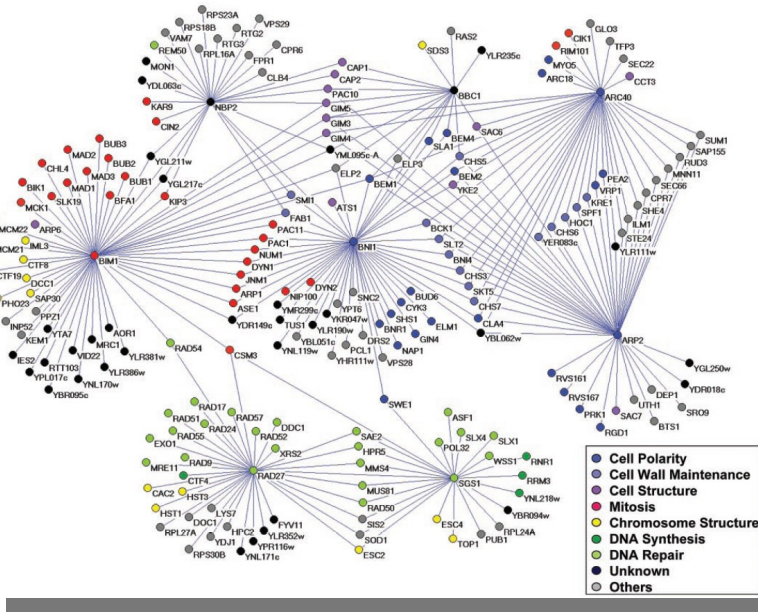 RPS23A
RPS18B
VPS29
VAM7
RTG2
REM50
RTG3
RPL16A
CPR6
MON1
FPR1
YDL063c
CLB4
KAR9
NBP2
CIN2
CAP1
CAP2
PAC10
GIM5
GIM3
GIM4
YML095c-A
ELP2
ATS1
RAS2
SDS3
YLR235c
BBC1
SAC6
BEM4
SLA1
CHS5
ELP3
BEM2
BEM1
YKE2
GLO3
CIK1
TFP3
RIM101
MYO5
SEC22
ARC18
CCT3
ARC40
SUM1
SAP155
RUD3
MNN11
SEC66
CPR7
SHE4
ILM1
STE24
YLR111w
PEA2
VRP1
KRE1
SPF1
HOC1
CHS6
YER083c
BUB3
MAD2
BUB2
CHL4
MAD3
BUB1
BIK1
MAD1
SLK19
BFA1
MCK1
YGL211w
YGL217c
KIP3
MCM22
ARP6
IML3
MCM21
CTF8
CTF19
DCC1
SAP30
PHO23
PPZ1
INP52
YTA7
KEM1
IES2
RTT103
YPL017c
YBR095c
VID22
YNL170w
MRC1
AOR1
YLR381w
YLR386w
BIM1
SMI1
FAB1
PAC11
PAC1
NUM1
DYN1
JNM1
ARP1
ASE1
YDR149c
BNI1
BCK1
SLT2
BNI4
CHS3
SKT5
CHS7
CLA4
YBL062w
DYN2
NIP100
SNC2
YMR299c
YPT6
YKR047w
TUS1
YLR190w
YBL051c
YNL119w
PCL1
YHR111w
DRS2
VPS28
BUD6
CYK3
SHS1
BNR1
ELM1
GIN4
NAP1
SWE1
ARP2
RVS161
RVS167
PRK1
RGD1
SAC7
UTH1
DEP1
BTS1
SRO9
YDR018c
YGL250w
RAD54
CSM3
RAD17
RAD51
RAD57
RAD24
DDC1
RAD55
RAD52
EXO1
XRS2
RAD9
MRE11
CTF4
RAD27
CAC2
HST3
HST1
LYS7
DOC1
RPL27A
HPC2
YDJ1
RPS30B
FYV11
YLR352w
YPR116w
YNL171c
SAE2
HPR5
MMS4
MUS81
RAD50
SIS2
SOD1
ESC2
ASF1
SLX4
SLX1
POL32
WSS1
RNR1
RRM3
SGS1
YNL218w
YBR094w
ESC4
RPL24A
TOP1
PUB1
Cell Polarity
Cell Wall Maintenance
Cell Structure
Mitosis
Chromosome Structure
DNA Synthesis
DNA Repair
Unknown
Others